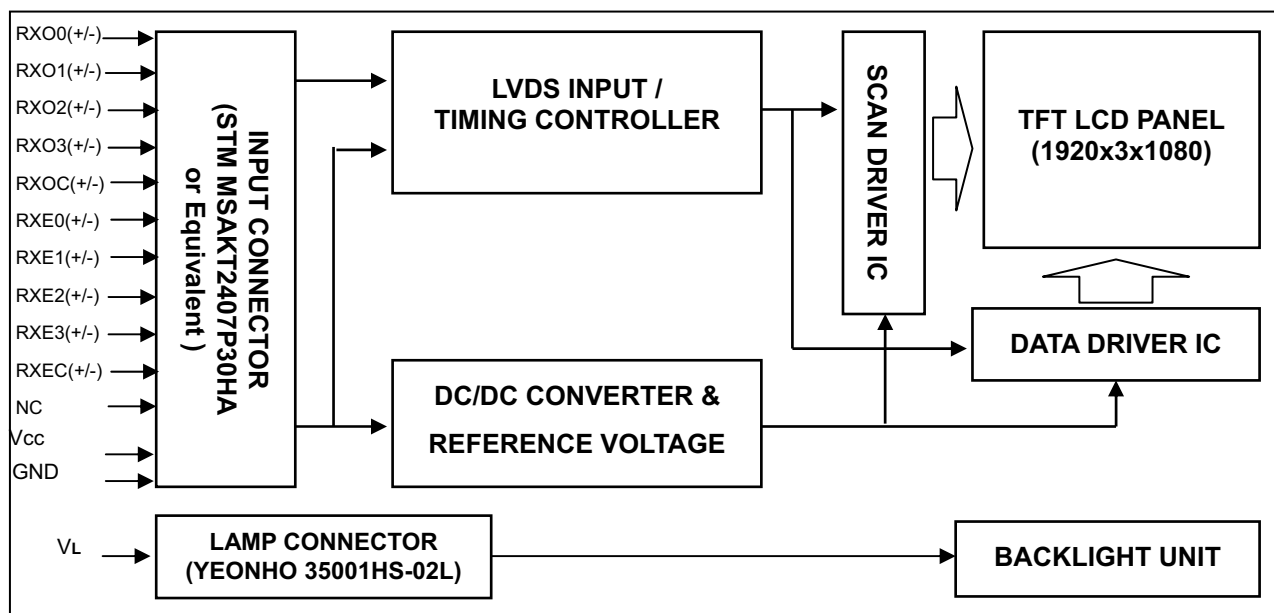 RXO0(+/-)
RXO1(+/-)
RXO2(+/-)
RXO3(+/-)
RXOC(+/-)
RXE0(+/-)
RXE1(+/-)
RXE2(+/-)
RXE3(+/-)
RXEC(+/-)
NC
Vcc
GND
INPUT CONNECTOR
(STM MSAKT2407P30HA
or Equivalent )
LVDS INPUT /
TIMING CONTROLLER
SCAN DRIVER IC
TFT LCD PANEL
(1920x3x1080)
DC/DC CONVERTER &
REFERENCE VOLTAGE
DATA DRIVER IC
VL
LAMP CONNECTOR
(YEONHO 35001HS-02L)
BACKLIGHT UNIT